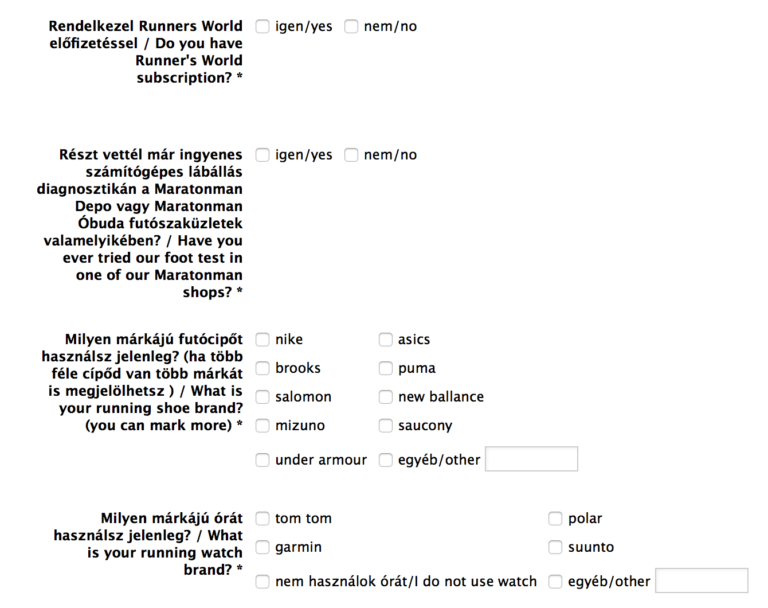 Rendelkezel Runners World
előfizetéssel / Do you have
Runner's World
subscription? *
igen/yes nem/no
Részt vettél már ingyenes
számítógépes lábállás
diagnosztikán a Maratonman
Depo vagy Maratonman
Óbuda futószaküzletek
valamelyikében? / Have you
ever tried our foot test in
one of our Maratonman
shops? *
igen/yes nem/no
Milyen márkájú futócipőt
használsz jelenleg? (ha több
féle cípőd van több márkát
is megjelölhetsz ) / What is
your running shoe brand?
(you can mark more) *
nike asics
brooks puma
salomon new ballance
mizuno saucony
under armour egyéb/other
Milyen márkájú órát
használsz jelenleg? / What
is your running watch
brand? *
tom tom polar
garmin suunto
nem használok órát/I do not use watch egyéb/other